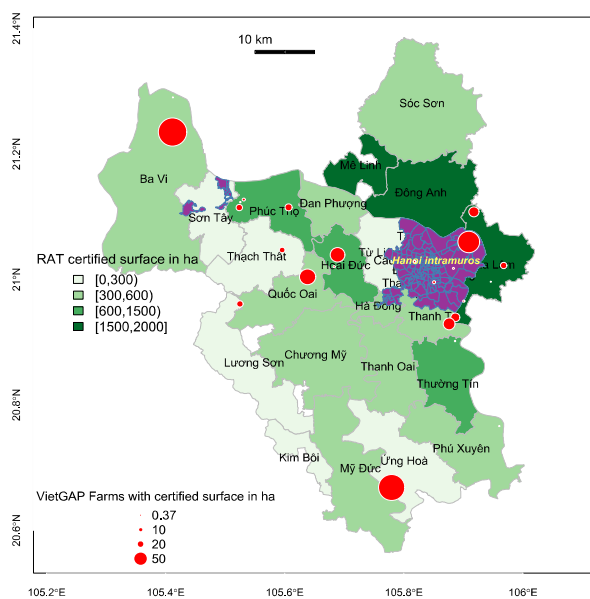 21.4°N
10 km
Sóc Sơn
21.2°N
Mê Linh
Ba Vì
Đông Anh
Đan Phượng
Sơn Tây
Phúc Thọ
Thạch Thất
Hoài Đức
Hanoi intramuros
RAT certified surface in ha
21°N
[0,300)
[300,600)
[600,1500)
[1500,2000]
Quốc Oai
Hà Đông
Thanh
Chương Mỹ
Lương Sơn
Thanh Oai
Thường Tín
20.8°N
Phú Xuyên
Kim Bôi
Mỹ Đức
Ứng Hoà
VietGAP Farms with certified surface in ha
0.37
10
20
50
20.6°N
105.2°E
105.4°E
105.6°E
105.8°E
106°E